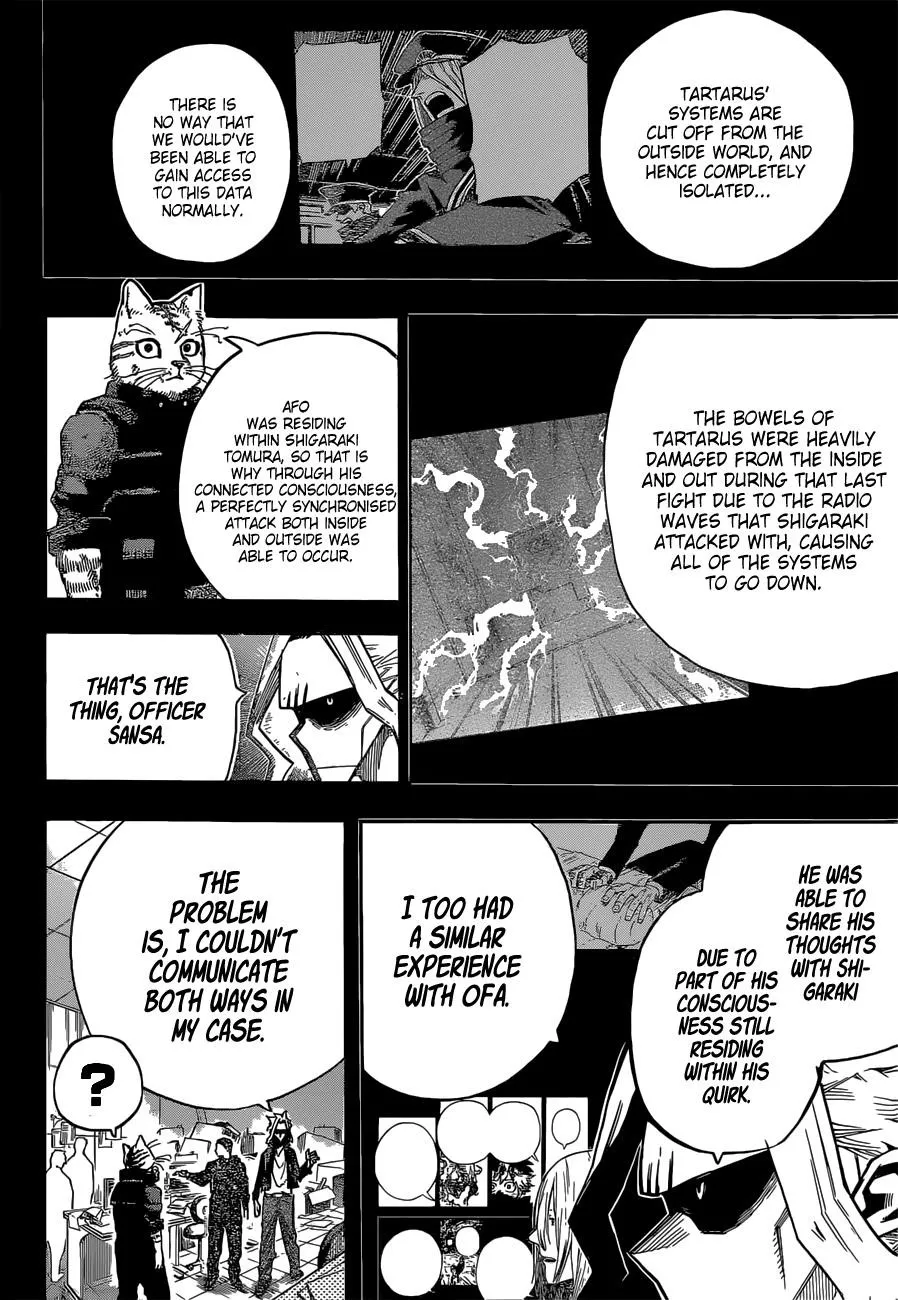 TARTARUS'
SYSTEMS ARE
CUT OFF FROM THE
OUTSIDE WORLD, AND
HENCE COMPLETELY
ISOLATED...
THERE IS
NO WAY THAT
WE WOULD'VE
BEEN ABLE TO
GAIN ACCESS
TO THIS DATA
NORMALLY.
THE BOWELS OF
TARTARUS WERE HEAVILY
DAMAGED FROM THE INSIDE
AND OUT DURING THAT LAST
FIGHT DUE TO THE RADIO
WAVES THAT SHIGARAKI
ATTACKED WITH, CAUSING
ALL OF THE SYSTEMS
TO GO DOWN.
AFO
WAS RESIDING
WITHIN SHIGARAKI
TOMURA, SO THAT IS
WHY THROUGH HIS
CONNECTED CONSCIOUSNESS,
A PERFECTLY SYNCHRONISED
ATTACK BOTH INSIDE
AND OUTSIDE WAS
ABLE TO OCCUR.
THAT'S THE
THING, OFFICER
SANSA.
HE WAS
ABLE TO
SHARE HIS
THOUGHTS
WITH SHI-
GARAKI
DUE TO
PART OF HIS
CONSCIOUS-
NESS STILL
RESIDING
WITHIN HIS
QUIRK.
I TOO HAD
A SIMILAR
EXPERIENCE
WITH OFA.
THE
PROBLEM
IS, I COULDN'T
COMMUNICATE
BOTH WAYS IN
MY CASE.
?